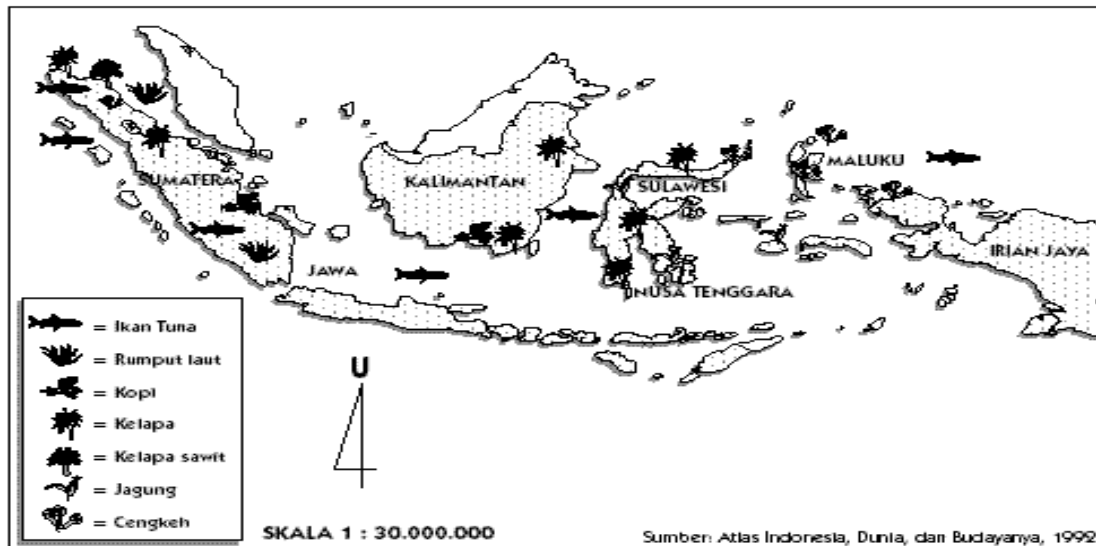 MALUKU
SUMATERA
KALIMANTAN
SULAWESI
IRIAN JAYA
JAWA
NUSA TENGGARA
= Ikan Tuna
= Rumput laut
= Kopi
= Kelapa
= Kelapa sawit
= Jagung
= Cengkeh
U
SKALA 1 : 30.000.000
Sumber: Atlas Indonesia, Dunia, dan Budayanya, 1992